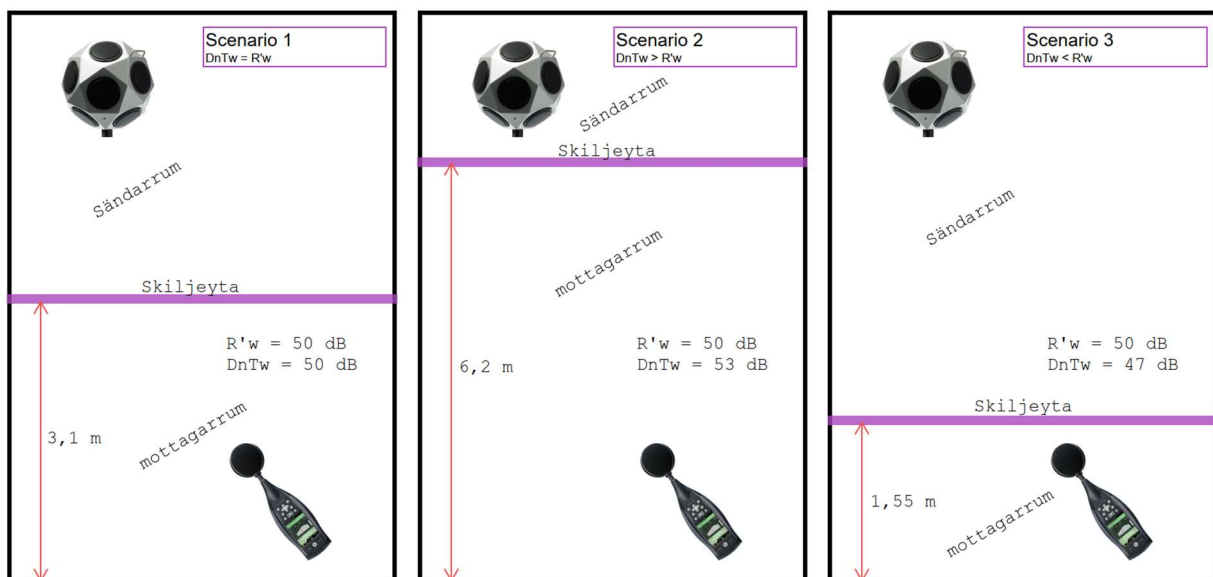 Scenario 1
DnTw = R'w
Sändarrum
Skiljeyta
R'w = 50 dB
DnTw = 50 dB
3,1 m
mottagarrum
Scenario 2
DnTw > R'w
Sändarrum
Skiljeyta
mottagarrum
R'w = 50 dB
DnTw = 53 dB
6,2 m
Scenario 3
DnTw < R'w
Sändarrum
R'w = 50 dB
DnTw = 47 dB
Skiljeyta
1,55 m
mottagarrum